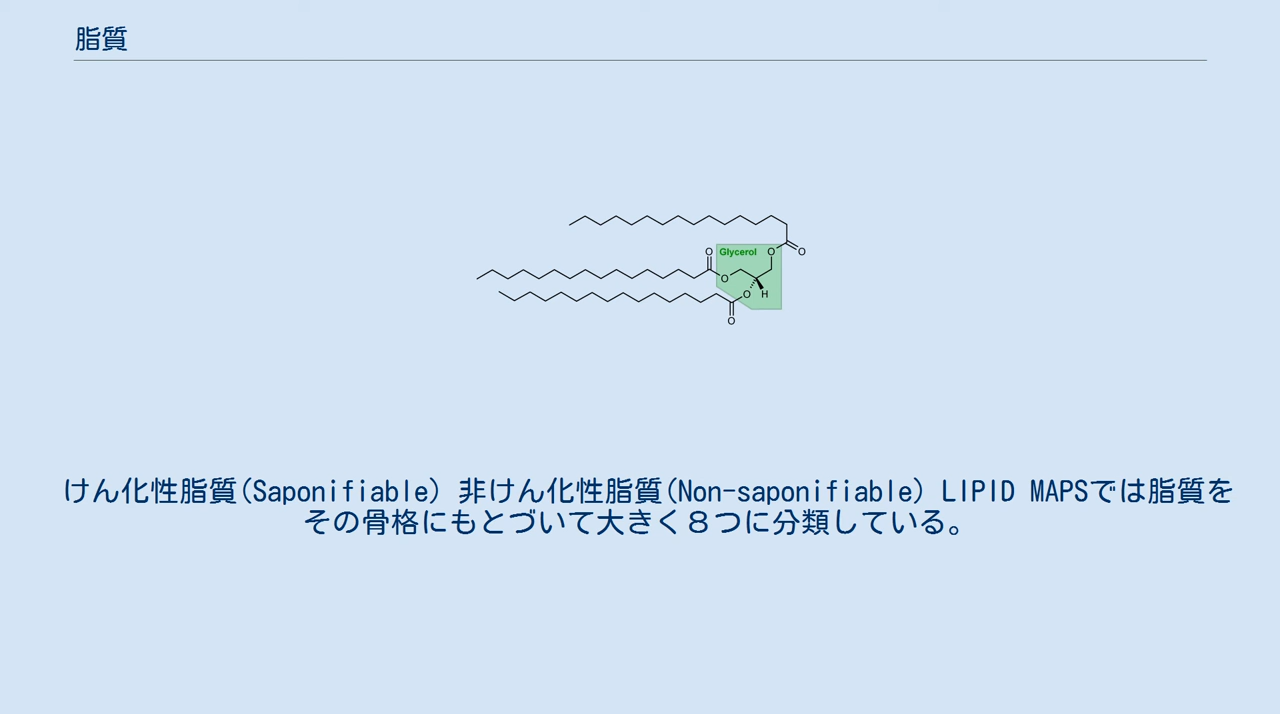 脂質
O
O
Glycerol
O
O
O
H
O
けん化性脂質(Saponifiable) 非けん化性脂質(Non-saponifiable) LIPID MAPSでは脂質を
その骨格にもとづいて大きく８つに分類している。